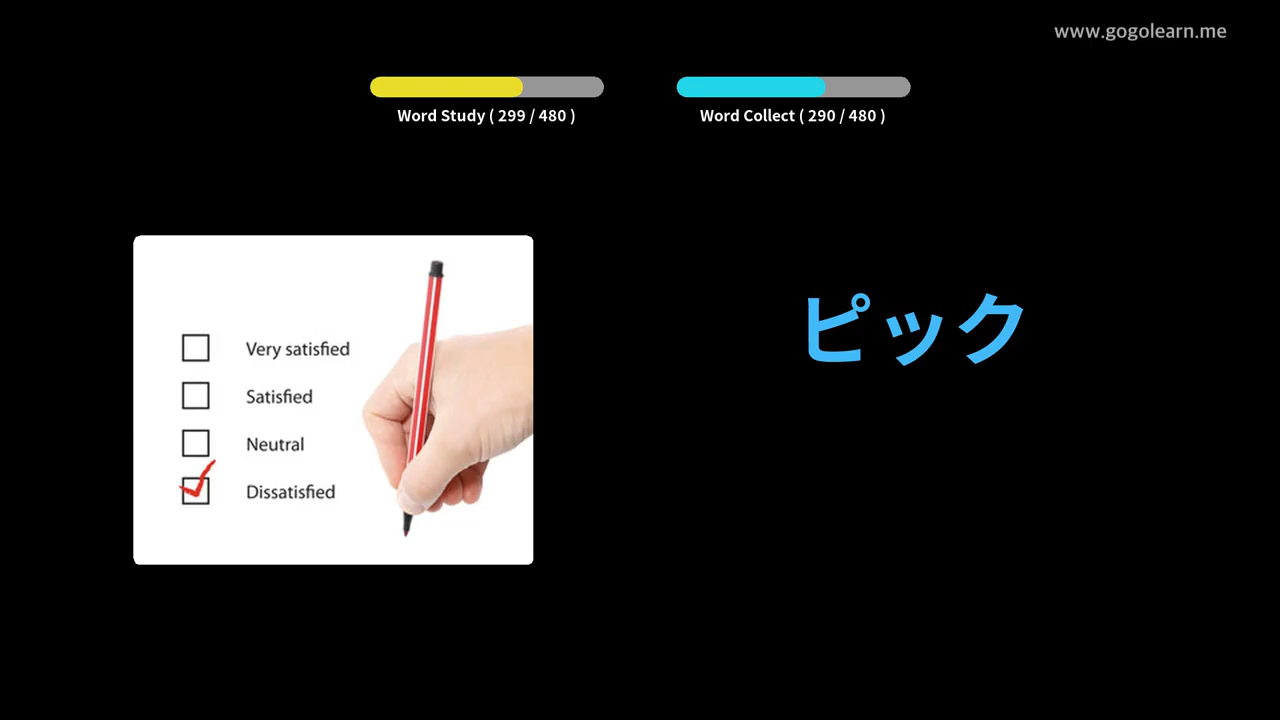 www.gogolearn.me
Word Study ( 299 / 480 )
Word Collect ( 290 / 480 )
ピック
Very satisfied
Satisfied
Neutral
Dissatisfied